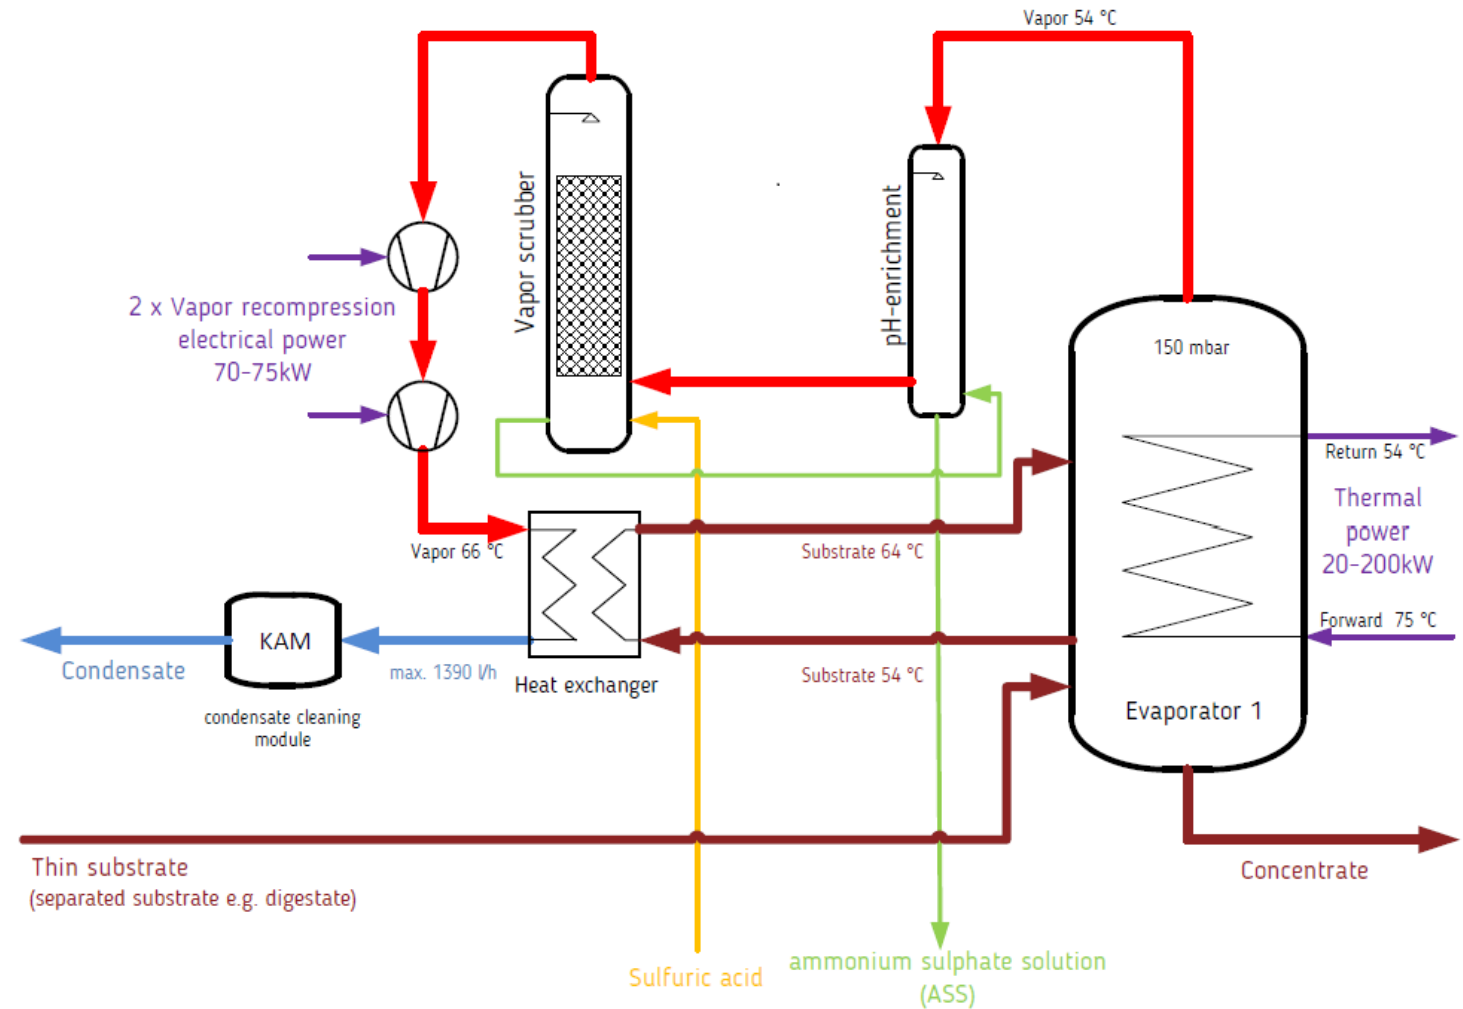 Vapor 54 °C
Vapor scrubber
pH-enrichment
2 x Vapor recompression
electrical power
70-75kW
150 mbar
Return 54 °C
Thermal
power
20-200kW
Forward 75 °C
Vapor 66 °C
Substrate 64 °C
KAM
Condensate
max. 1390 l/h
Heat exchanger
Substrate 54 °C
condensate cleaning
module
Evaporator 1
Thin substrate
(separated substrate e.g. digestate)
Concentrate
Sulfuric acid
ammonium sulphate solution
(ASS)